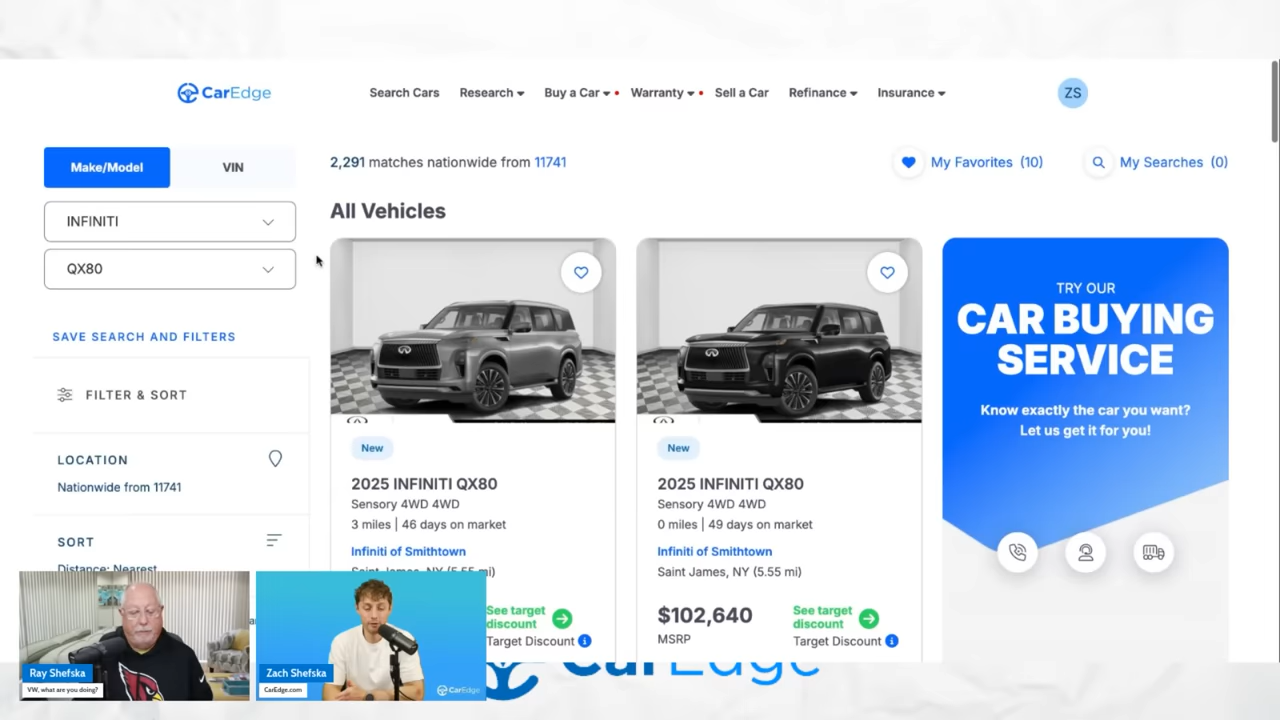 CarEdge
Search Cars
Research
Buy a Car
Warranty
Sell a Car
Refinance
Insurance
ZS
Make/Model
VIN
2,291 matches nationwide from 11741
My Favorites (10)
My Searches (0)
INFINITI
QX80
All Vehicles
SAVE SEARCH AND FILTERS
FILTER & SORT
LOCATION
Nationwide from 11741
SORT
Distance: Nearest
New
2025 INFINITI QX80
Sensory 4WD 4WD
3 miles | 46 days on market
Infiniti of Smithtown
Saint James, NY (5.55 mi)
See target
discount
Target Discount
New
2025 INFINITI QX80
Sensory 4WD 4WD
0 miles | 49 days on market
Infiniti of Smithtown
Saint James, NY (5.55 mi)
$102,640
MSRP
See target
discount
Target Discount
TRY OUR
CAR BUYING
SERVICE
Know exactly the car you want?
Let us get it for you!
Ray Shefska
VW, what are you doing?
Zach Shefska
CarEdge.com
CarEdge
CarEdge